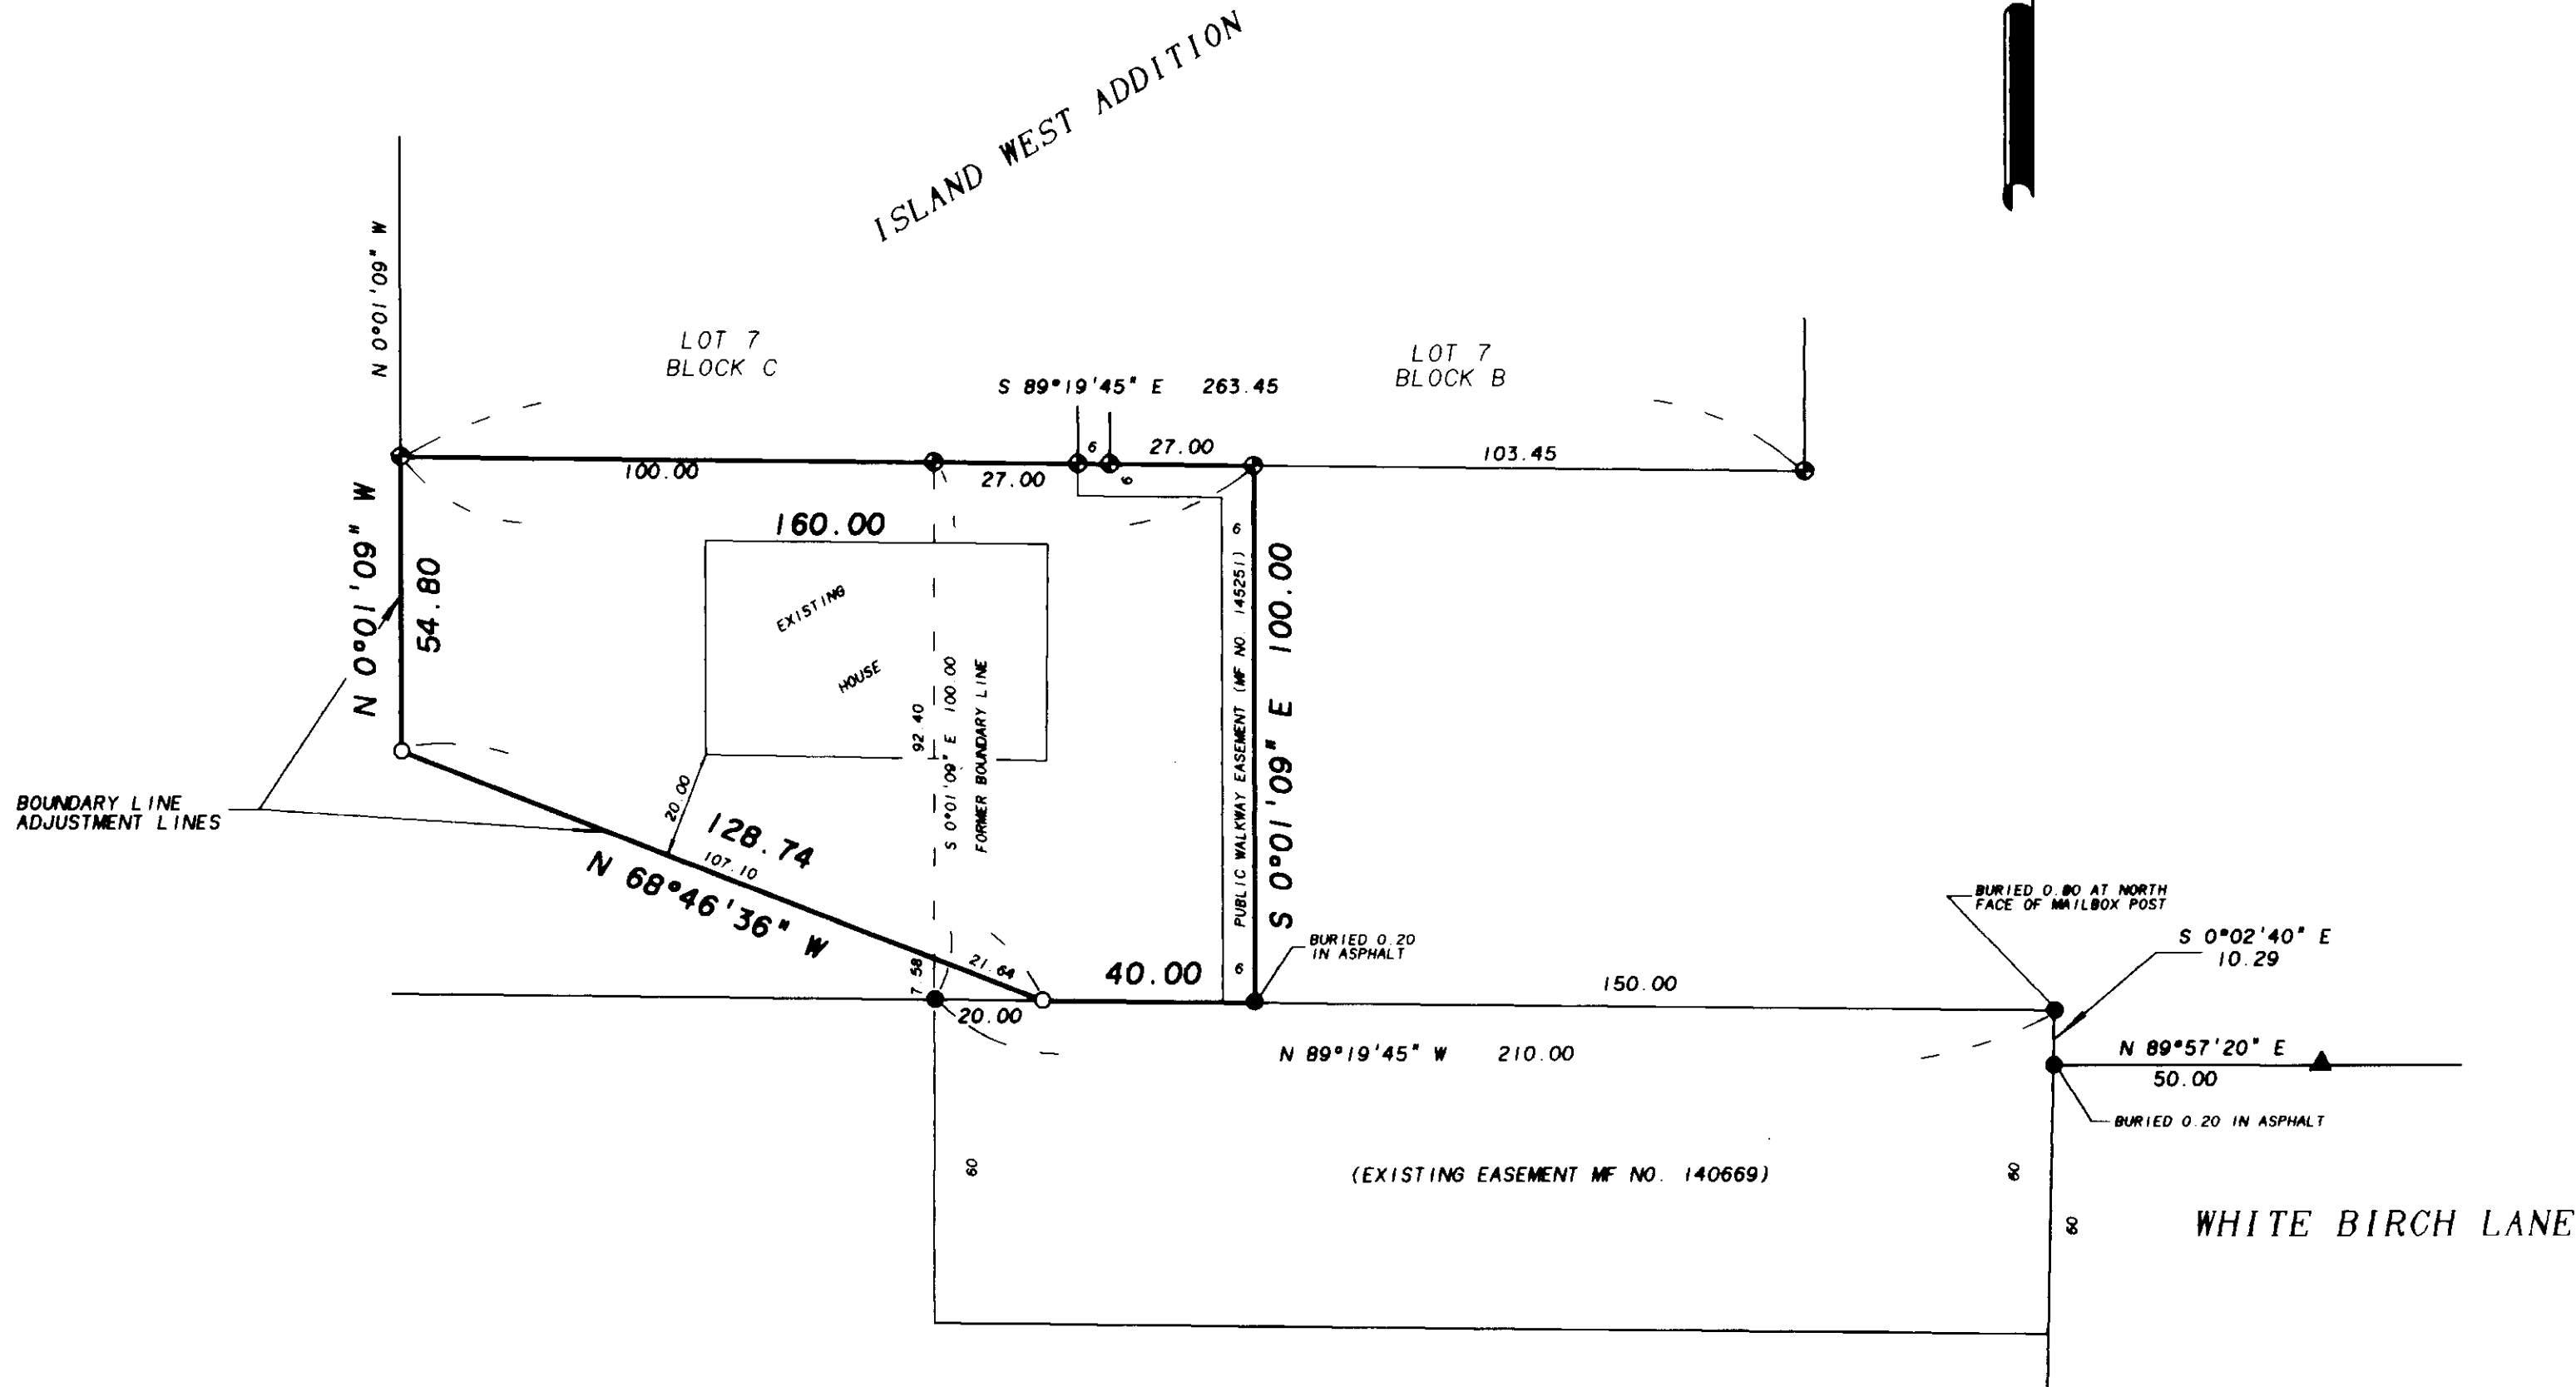 ISLAND WEST ADDITION
N 0°01'09" W
LOT 7
BLOCK C
LOT 7
BLOCK B
S 89°19'45" E 263.45
6
27.00
103.45
100.00
27.00
6
160.00
N 0°01'09" W
54.80
EXISTING
HOUSE
92.40
S 0°01'09" E 100.00
FORMER BOUNDARY LINE
6
PUBLIC WALKWAY EASEMENT (MF NO. 145251)
6
S 0°01'09" E 100.00
BOUNDARY LINE
ADJUSTMENT LINES
20.00
128.74
107.10
N 68°46'36" W
7.58
21.64
40.00
20.00
BURIED 0.20
IN ASPHALT
150.00
BURIED 0.80 AT NORTH
FACE OF MAILBOX POST
S 0°02'40" E
10.29
N 89°19'45" W 210.00
N 89°57'20" E
50.00
BURIED 0.20 IN ASPHALT
60
(EXISTING EASEMENT MF NO. 140669)
60
60
WHITE BIRCH LANE